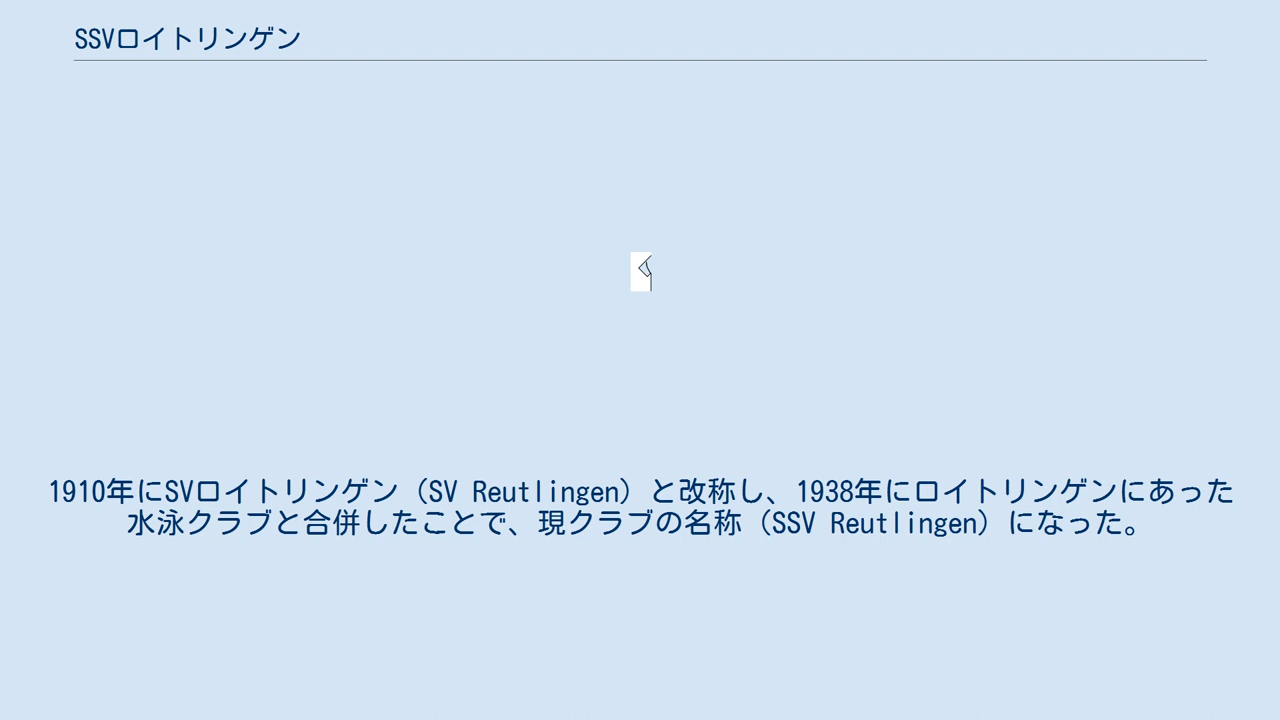 SSVロイトリンゲン
1910年にSVロイトリンゲン（SV Reutlingen）と改称し、1938年にロイトリンゲンにあった
水泳クラブと合併したことで、現クラブの名称（SSV Reutlingen）になった。